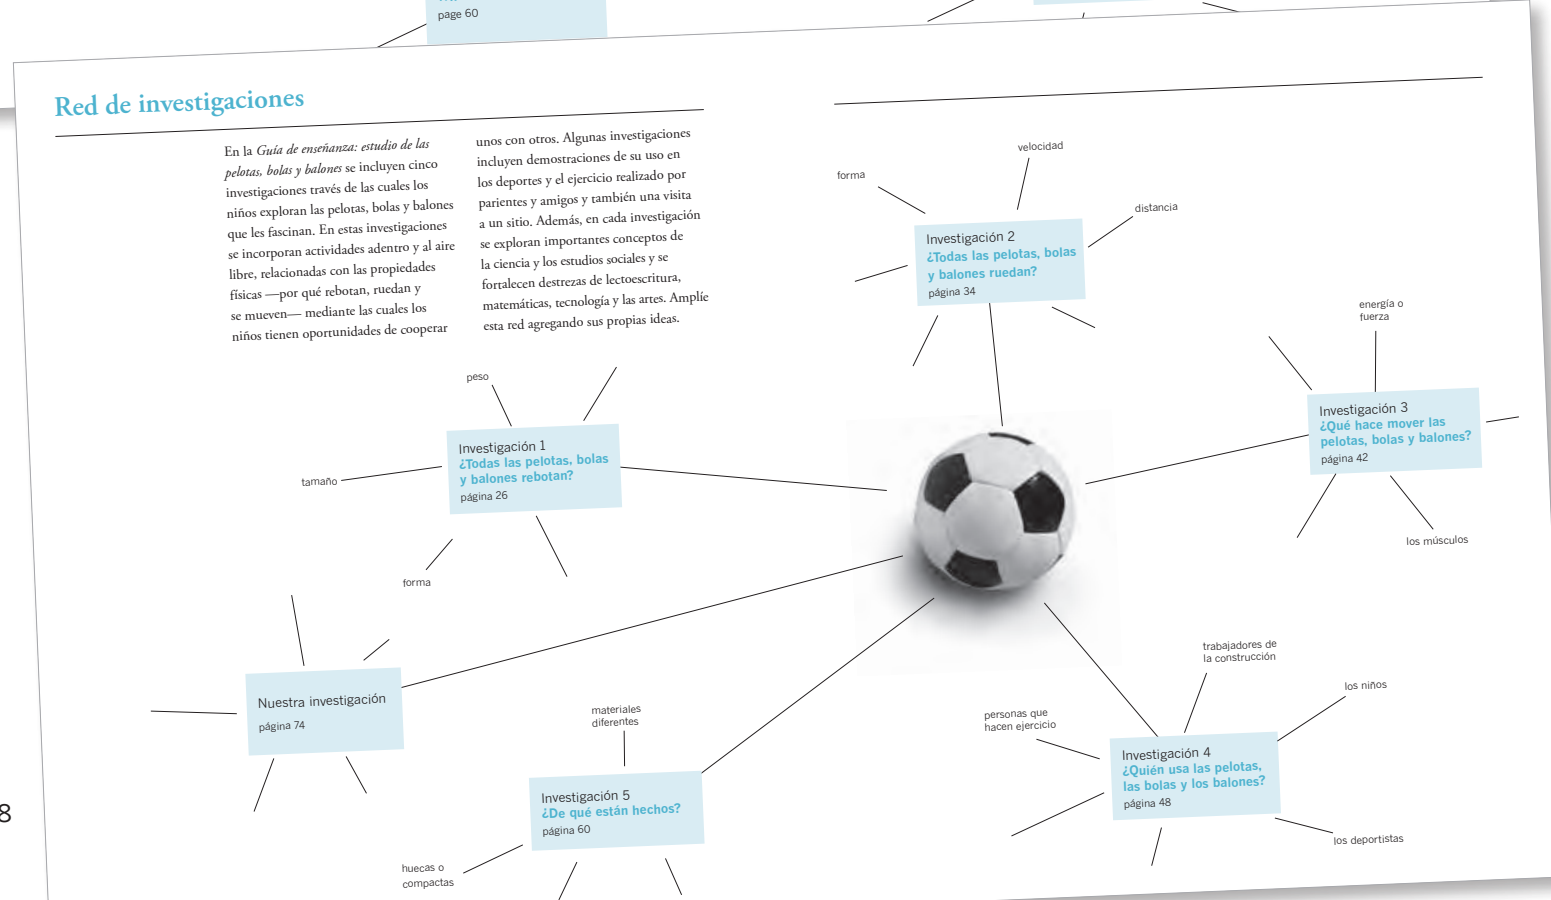 page 60
Red de investigaciones
En la Guía de enseñanza: estudio de las
pelotas, bolas y balones se incluyen cinco
investigaciones través de las cuales los
niños exploran las pelotas, bolas y balones
que les fascinan. En estas investigaciones
se incorporan actividades adentro y al aire
libre, relacionadas con las propiedades
físicas —por qué rebotan, ruedan y
se mueven— mediante las cuales los
niños tienen oportunidades de cooperar
unos con otros. Algunas investigaciones
incluyen demostraciones de su uso en
los deportes y el ejercicio realizado por
parientes y amigos y también una visita
a un sitio. Además, en cada investigación
se exploran importantes conceptos de
la ciencia y los estudios sociales y se
fortalecen destrezas de lectoescritura,
matemáticas, tecnología y las artes. Amplíe
esta red agregando sus propias ideas.
forma
velocidad
distancia
Investigación 2
¿Todas las pelotas, bolas
y balones ruedan?
página 34
energía o
fuerza
Investigación 3
¿Qué hace mover las
pelotas, bolas y balones?
página 42
los músculos
peso
Investigación 1
¿Todas las pelotas, bolas
y balones rebotan?
página 26
tamaño
forma
Nuestra investigación
página 74
materiales
diferentes
Investigación 5
¿De qué están hechos?
página 60
huecas o
compactas
trabajadores de
la construcción
los niños
personas que
hacen ejercicio
Investigación 4
¿Quién usa las pelotas,
las bolas y los balones?
página 48
los deportistas
8